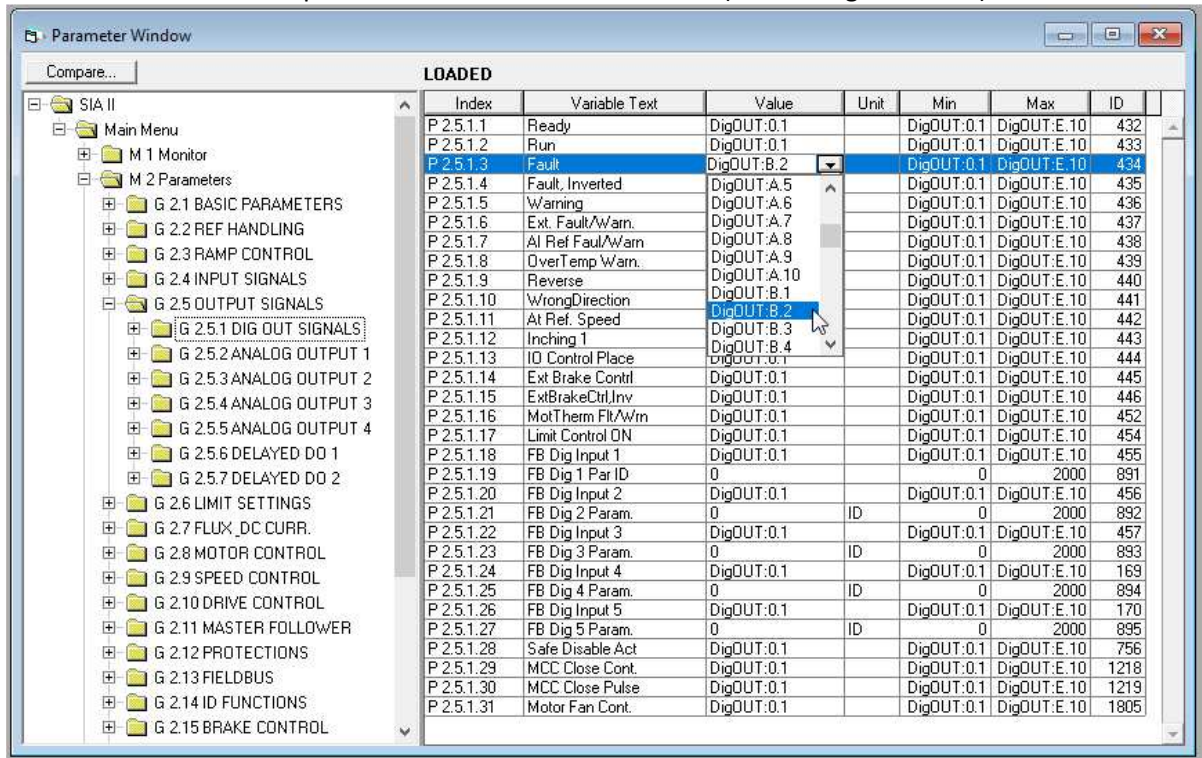 Parameter Window
Compare...
LOADED
SIA II
Main Menu
M 1 Monitor
M 2 Parameters
G 2.1 BASIC PARAMETERS
G 2.2 REF HANDLING
G 2.3 RAMP CONTROL
G 2.4 INPUT SIGNALS
G 2.5 OUTPUT SIGNALS
G 2.5.1 DIG OUT SIGNALS
G 2.5.2 ANALOG OUTPUT 1
G 2.5.3 ANALOG OUTPUT 2
G 2.5.4 ANALOG OUTPUT 3
G 2.5.5 ANALOG OUTPUT 4
G 2.5.6 DELAYED DO 1
G 2.5.7 DELAYED DO 2
G 2.6 LIMIT SETTINGS
G 2.7 FLUX_DC CURR.
G 2.8 MOTOR CONTROL
G 2.9 SPEED CONTROL
G 2.10 DRIVE CONTROL
G 2.11 MASTER FOLLOWER
G 2.12 PROTECTIONS
G 2.13 FIELDBUS
G 2.14 ID FUNCTIONS
G 2.15 BRAKE CONTROL
Index Variable Text Value Unit Min Max ID
P 2.5.1.1 Ready DigOUT:0.1 DigOUT:0.1 DigOUT:E.10 432
P 2.5.1.2 Run DigOUT:0.1 DigOUT:0.1 DigOUT:E.10 433
P 2.5.1.3 Fault DigOUT:B.2 DigOUT:0.1 DigOUT:E.10 434
P 2.5.1.4 Fault, Inverted DigOUT:0.1 DigOUT:E.10 435
P 2.5.1.5 Warning DigOUT:0.1 DigOUT:E.10 436
P 2.5.1.6 Ext. Fault/Warn. DigOUT:0.1 DigOUT:E.10 437
P 2.5.1.7 AI Ref Faul/Warn DigOUT:0.1 DigOUT:E.10 438
P 2.5.1.8 OverTemp Warn. DigOUT:0.1 DigOUT:E.10 439
P 2.5.1.9 Reverse DigOUT:0.1 DigOUT:E.10 440
P 2.5.1.10 WrongDirection DigOUT:0.1 DigOUT:E.10 441
P 2.5.1.11 At Ref. Speed DigOUT:0.1 DigOUT:E.10 442
P 2.5.1.12 Inching 1 DigOUT:0.1 DigOUT:E.10 443
P 2.5.1.13 IO Control Place DigOUT:0.1 DigOUT:0.1 DigOUT:E.10 444
P 2.5.1.14 Ext Brake Contrl DigOUT:0.1 DigOUT:0.1 DigOUT:E.10 445
P 2.5.1.15 ExtBrakeCtrl,Inv DigOUT:0.1 DigOUT:0.1 DigOUT:E.10 446
P 2.5.1.16 MotTherm Flt/Wrn DigOUT:0.1 DigOUT:0.1 DigOUT:E.10 452
P 2.5.1.17 Limit Control ON DigOUT:0.1 DigOUT:0.1 DigOUT:E.10 454
P 2.5.1.18 FB Dig Input 1 DigOUT:0.1 DigOUT:0.1 DigOUT:E.10 455
P 2.5.1.19 FB Dig 1 Par ID 0 0 2000 891
P 2.5.1.20 FB Dig Input 2 DigOUT:0.1 DigOUT:0.1 DigOUT:E.10 456
P 2.5.1.21 FB Dig 2 Param. 0 ID 0 2000 892
P 2.5.1.22 FB Dig Input 3 DigOUT:0.1 DigOUT:0.1 DigOUT:E.10 457
P 2.5.1.23 FB Dig 3 Param. 0 ID 0 2000 893
P 2.5.1.24 FB Dig Input 4 DigOUT:0.1 DigOUT:0.1 DigOUT:E.10 169
P 2.5.1.25 FB Dig 4 Param. 0 ID 0 2000 894
P 2.5.1.26 FB Dig Input 5 DigOUT:0.1 DigOUT:0.1 DigOUT:E.10 170
P 2.5.1.27 FB Dig 5 Param. 0 ID 0 2000 895
P 2.5.1.28 Safe Disable Act DigOUT:0.1 DigOUT:0.1 DigOUT:E.10 756
P 2.5.1.29 MCC Close Cont. DigOUT:0.1 DigOUT:0.1 DigOUT:E.10 1218
P 2.5.1.30 MCC Close Pulse DigOUT:0.1 DigOUT:0.1 DigOUT:E.10 1219
P 2.5.1.31 Motor Fan Cont. DigOUT:0.1 DigOUT:0.1 DigOUT:E.10 1805
DigOUT:A.5
DigOUT:A.6
DigOUT:A.7
DigOUT:A.8
DigOUT:A.9
DigOUT:A.10
DigOUT:B.1
DigOUT:B.2
DigOUT:B.3
DigOUT:B.4